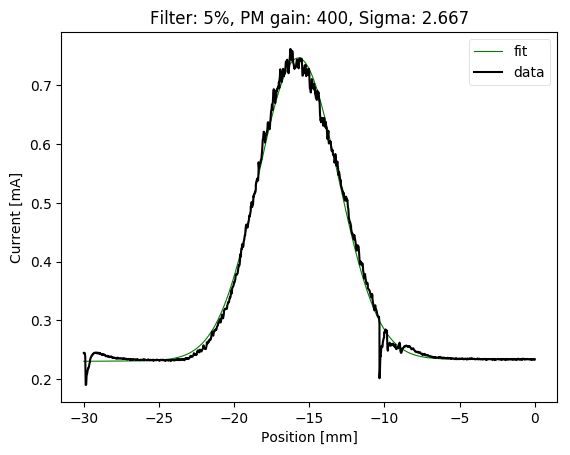 Filter: 5%, PM gain: 400, Sigma: 2.667
fit
data
0.7
0.6
0.5
0.4
0.3
0.2
Current [mA]
−30
−25
−20
−15
−10
−5
0
Position [mm]